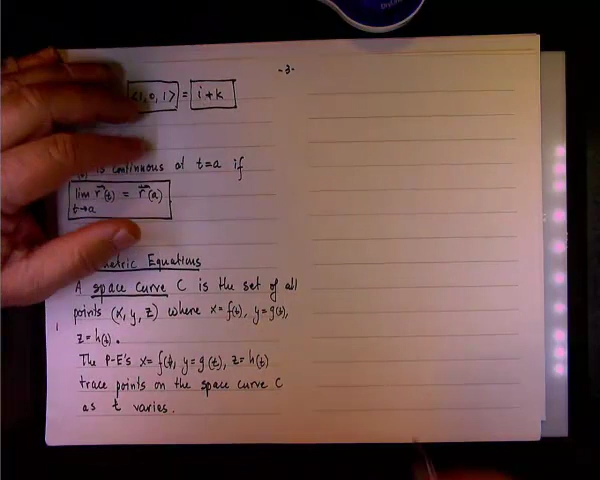 -3-
<1, 0, 1> = i + k
is continuous at t=a if
lim r(t) = r(a)
t→a
metric Equations
A space curve C is the set of all
points (x, y, z) where x=f(t), y=g(t),
z=h(t).
The P-E's x=f(t), y=g(t), z=h(t)
trace points on the space curve C
as t varies.